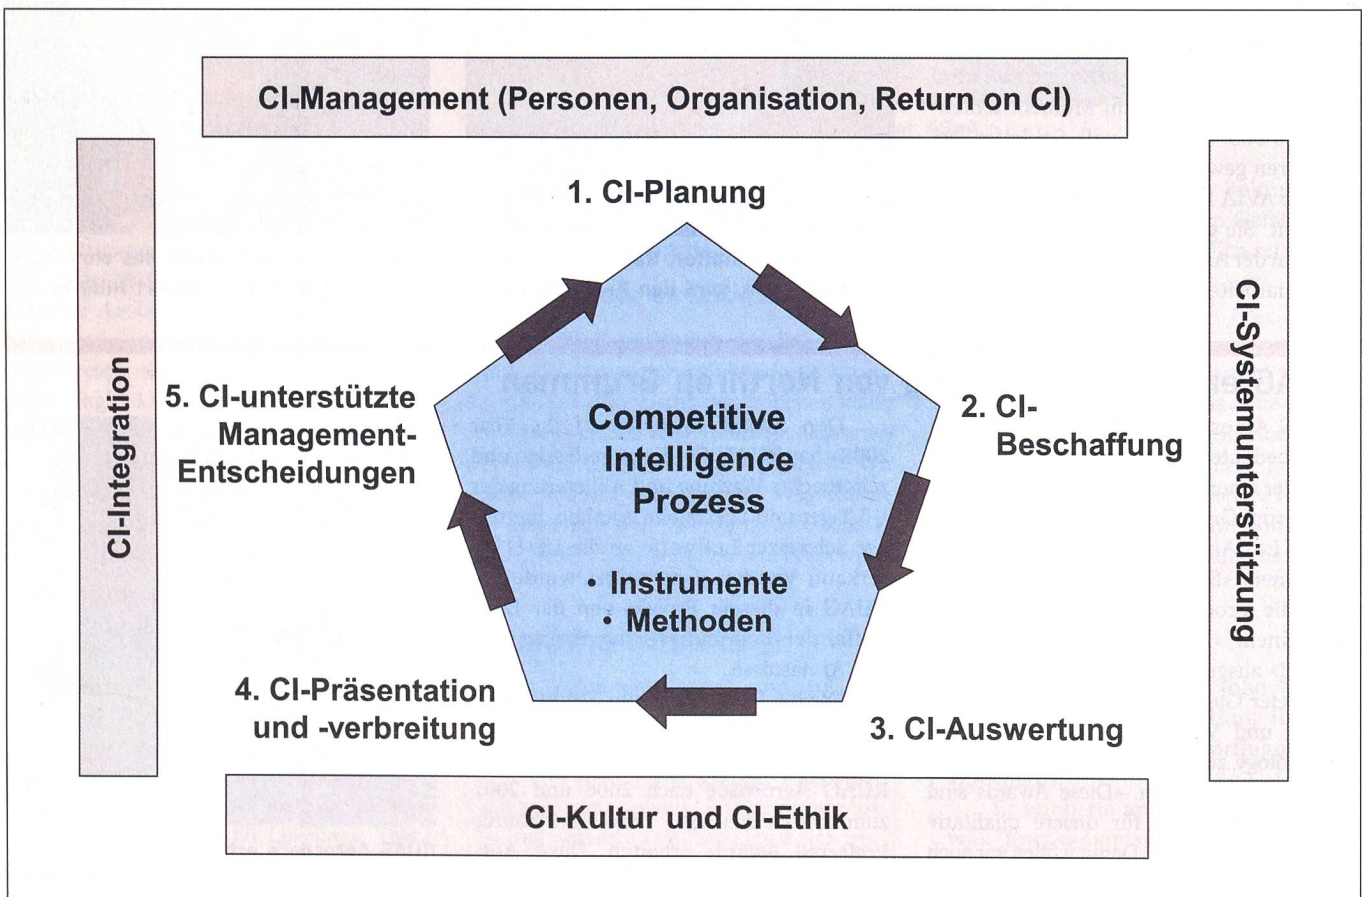 CI-Management (Personen, Organisation, Return on CI)
1. CI-Planung
CI-Integration
CI-Systemunterstützung
5. CI-unterstützte
Management-
Entscheidungen
Competitive
Intelligence
Prozess
• Instrumente
• Methoden
2. CI-
Beschaffung
4. CI-Präsentation
und -verbreitung
3. CI-Auswertung
CI-Kultur und CI-Ethik